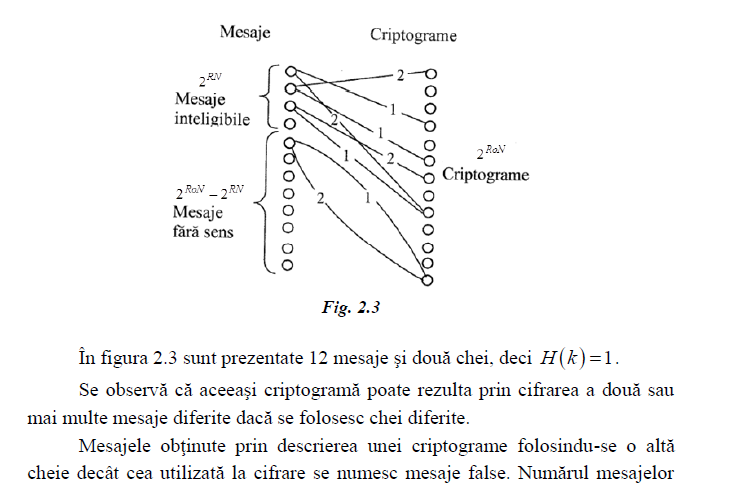 Mesaje
Criptograme
2^{RN}
Mesaje
inteligibile
2
1
2
1
2
1
2^{RoN}
Criptograme
2^{RoN} – 2^{RN}
Mesaje
fără sens
2
1
Fig. 2.3
În figura 2.3 sunt prezentate 12 mesaje şi două chei, deci H(k)=1.
Se observă că aceeaşi criptogramă poate rezulta prin cifrarea a două sau
mai multe mesaje diferite dacă se folosesc chei diferite.
Mesajele obţinute prin descrierea unei criptograme folosindu-se o altă
cheie decât cea utilizată la cifrare se numesc mesaje false. Numărul mesajelor